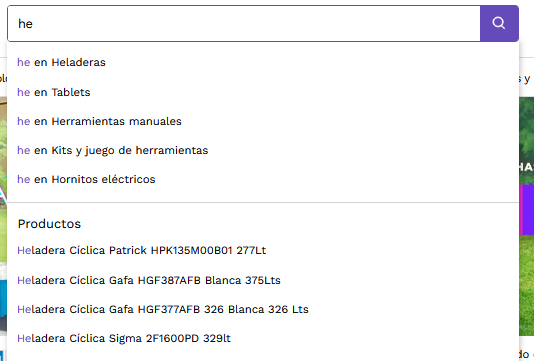 he
he en Heladeras
he en Tablets
he en Herramientas manuales
he en Kits y juego de herramientas
he en Hornitos eléctricos
Productos
Heladera Cíclica Patrick HPK135M00B01 277Lt
Heladera Cíclica Gafa HGF387AFB Blanca 375Lts
Heladera Cíclica Gafa HGF377AFB 326 Blanca 326 Lts
Heladera Cíclica Sigma 2F1600PD 329lt